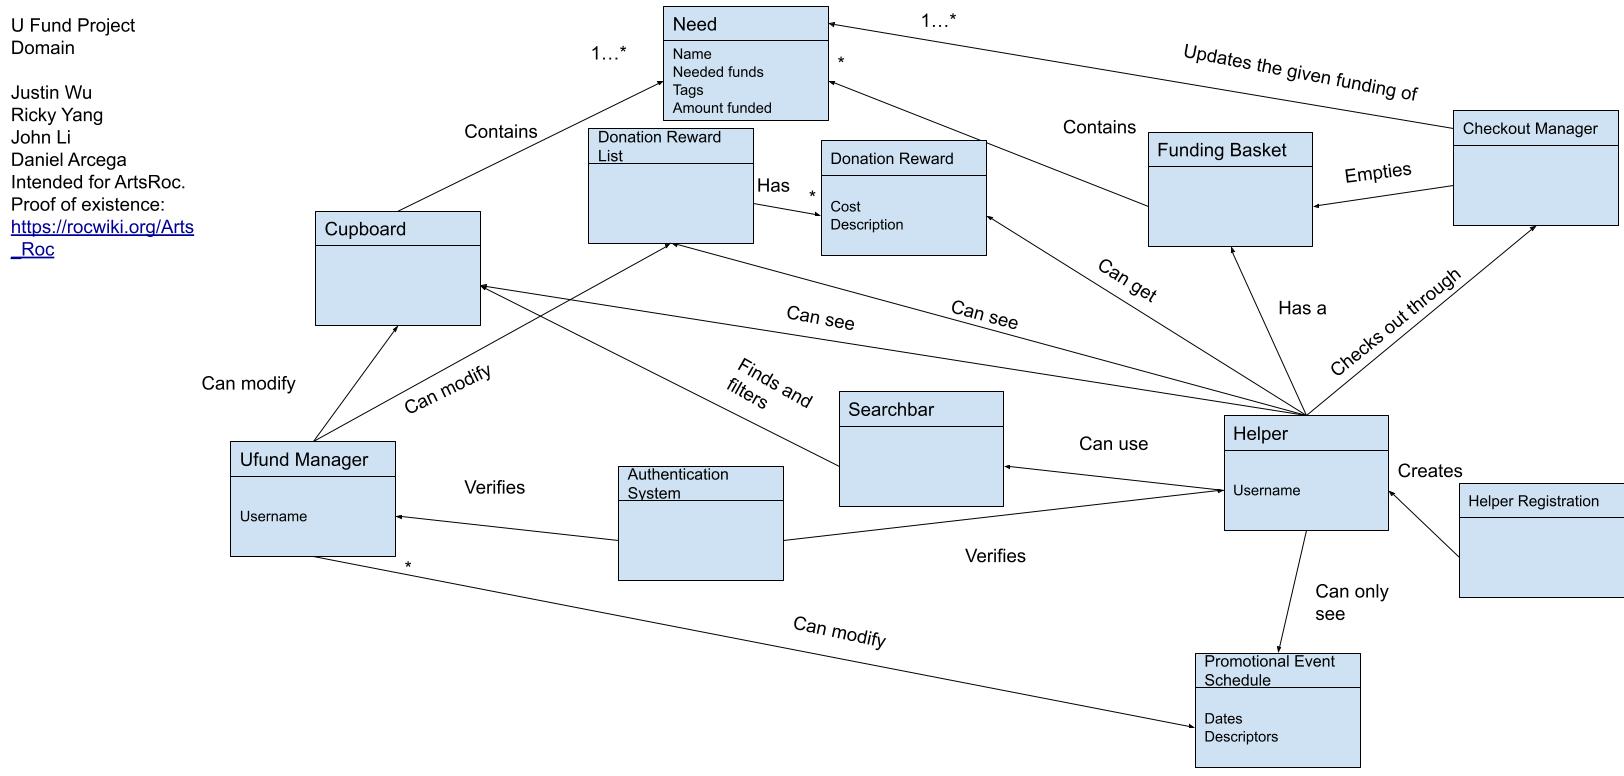 U Fund Project
Domain
Justin Wu
Ricky Yang
John Li
Daniel Arcega
Intended for ArtsRoc.
Proof of existence:
https://rocwiki.org/Arts
_Roc
Need
Name
Needed funds
Tags
Amount funded
1…*
1…*
*
Updates the given funding of
Contains
Contains
Donation Reward
List
Has
*
Donation Reward
Cost
Description
Funding Basket
Empties
Checkout Manager
Cupboard
Can get
Can see
Can see
Has a
Checks out through
Can modify
Can modify
Finds and
filters
Searchbar
Can use
Helper
Username
Creates
Helper Registration
Ufund Manager
Username
Verifies
Authentication
System
Verifies
*
Can modify
Can only
see
Promotional Event
Schedule
Dates
Descriptors